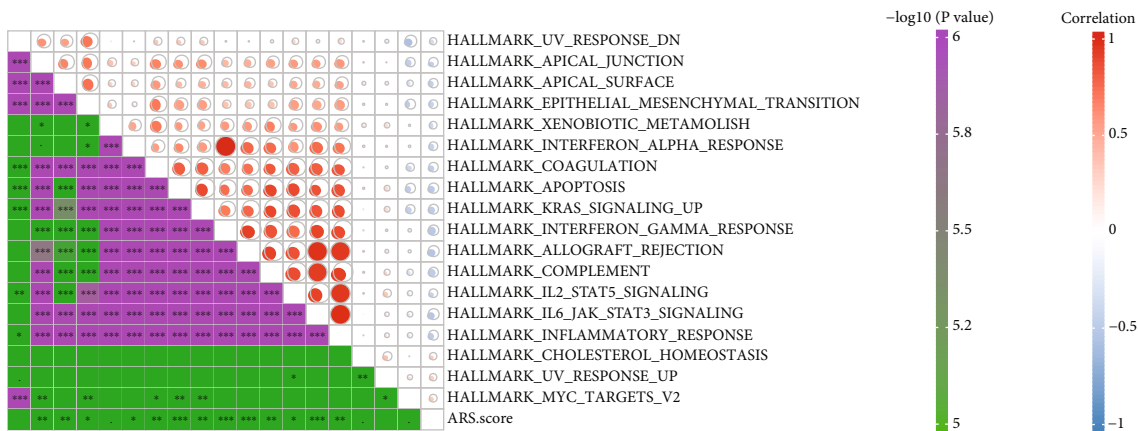 −log10 (P value)
Correlation
HALLMARK_UV_RESPONSE_DN
HALLMARK_APICAL_JUNCTION
HALLMARK_APICAL_SURFACE
HALLMARK_EPITHELIAL_MESENCHYMAL_TRANSITION
HALLMARK_XENOBIOTIC_METAMOLISH
HALLMARK_INTERFERON_ALPHA_RESPONSE
HALLMARK_COAGULATION
HALLMARK_APOPTOSIS
HALLMARK_KRAS_SIGNALING_UP
HALLMARK_INTERFERON_GAMMA_RESPONSE
HALLMARK_ALLOGRAFT_REJECTION
HALLMARK_COMPLEMENT
HALLMARK_IL2_STAT5_SIGNALING
HALLMARK_IL6_JAK_STAT3_SIGNALING
HALLMARK_INFLAMMATORY_RESPONSE
HALLMARK_CHOLESTEROL_HOMEOSTASIS
HALLMARK_UV_RESPONSE_UP
HALLMARK_MYC_TARGETS_V2
ARS.score
6
5.8
5.5
5.2
5
1
0.5
0
−0.5
−1